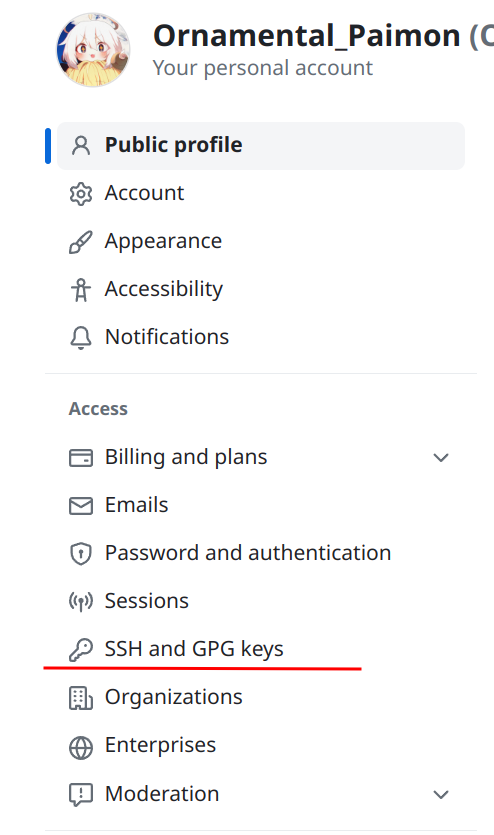 Ornamental_Paimon (
Your personal account
Public profile
Account
Appearance
Accessibility
Notifications
Access
Billing and plans
Emails
Password and authentication
Sessions
SSH and GPG keys
Organizations
Enterprises
Moderation